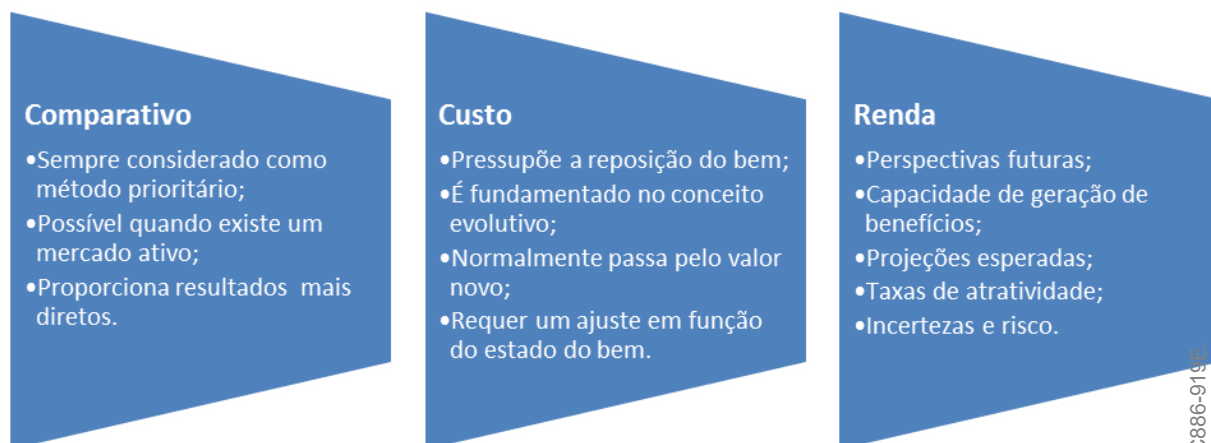 Comparativo
•Sempre considerado como
método prioritário;
•Possível quando existe um
mercado ativo;
•Proporciona resultados mais
diretos.
Custo
•Pressupõe a reposição do bem;
•É fundamentado no conceito
evolutivo;
•Normalmente passa pelo valor
novo;
•Requer um ajuste em função
do estado do bem.
Renda
•Perspectivas futuras;
•Capacidade de geração de
benefícios;
•Projeções esperadas;
•Taxas de atratividade;
•Incertezas e risco.